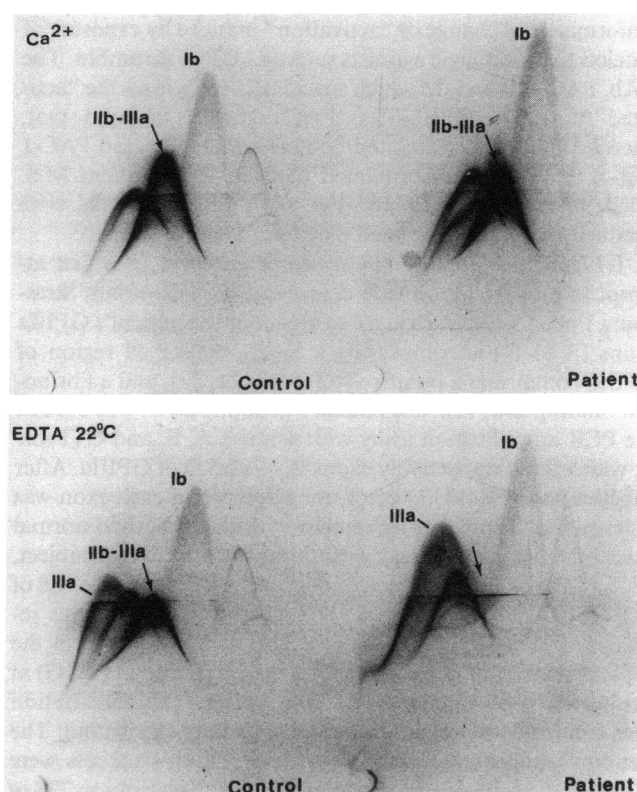 Ca2+
Ib
IIb-IIIa
Control
Ib
IIb-IIIa
Patient
EDTA 22°C
Ib
IIb-IIIa
IIIa
Control
Ib
IIIa
Patient